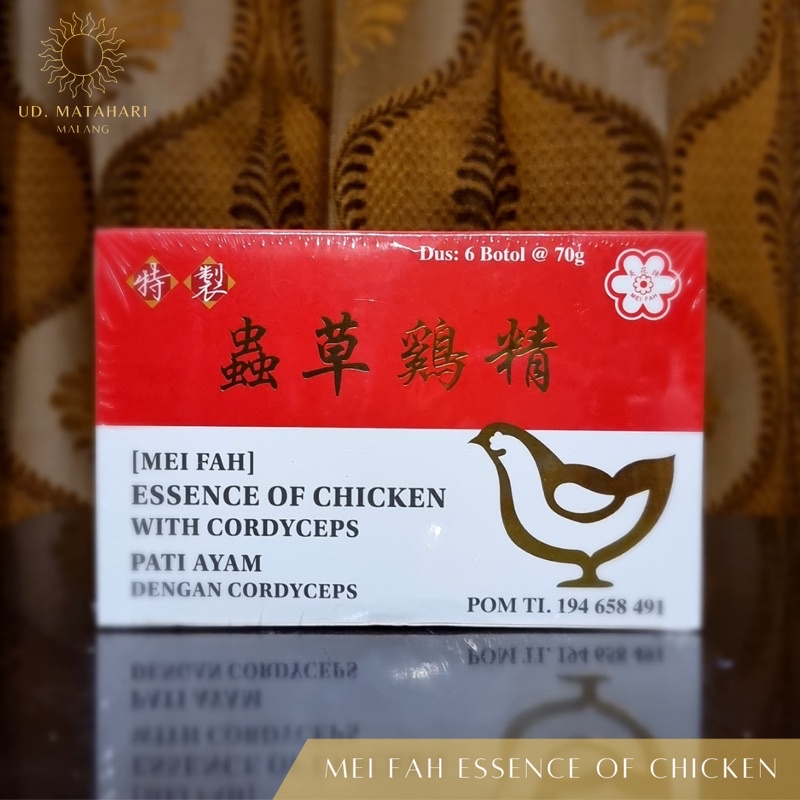 UD. MATAHARI
MALANG
Dus: 6 Botol @ 70g
特製
MEI FAH
蟲草鷄精
[MEI FAH]
ESSENCE OF CHICKEN
WITH CORDYCEPS
PATI AYAM
DENGAN CORDYCEPS
POM TI. 194 658 491
MEI FAH ESSENCE OF CHICKEN